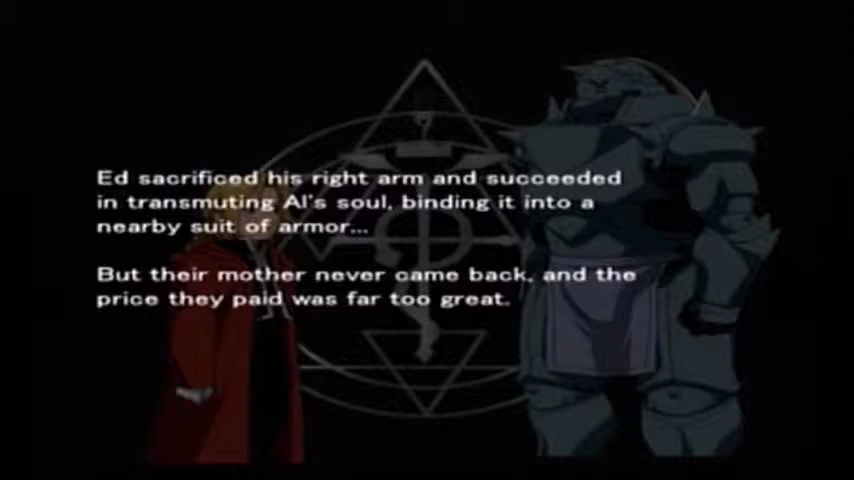 Ed sacrificed his right arm and succeeded
in transmuting Al's soul, binding it into a
nearby suit of armor...
But their mother never came back, and the
price they paid was far too great.